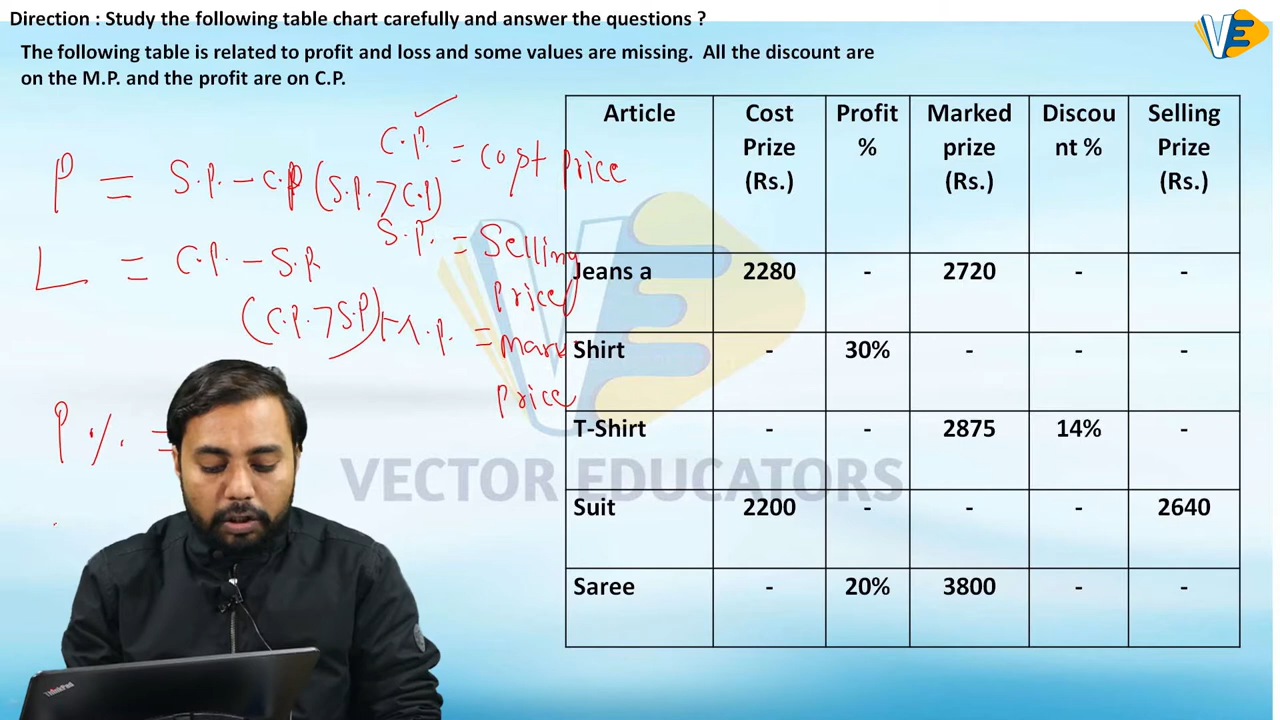 Direction : Study the following table chart carefully and answer the questions ?
The following table is related to profit and loss and some values are missing.  All the discount are
on the M.P. and the profit are on C.P.
VE
C.P. = cost price
P = S.P. - C.P (S.P. > C.P)
S.P. = Selling
price
L = C.P. - S.P.
(C.P. > S.P)
M.P. = mark
price
P % =
Article Cost Prize (Rs.) Profit % Marked prize (Rs.) Discou nt % Selling Prize (Rs.)
Jeans a 2280 - 2720 - -
Shirt - 30% - - -
T-Shirt - - 2875 14% -
Suit 2200 - - - 2640
Saree - 20% 3800 - -
VECTOR EDUCATORS
ThinkPad